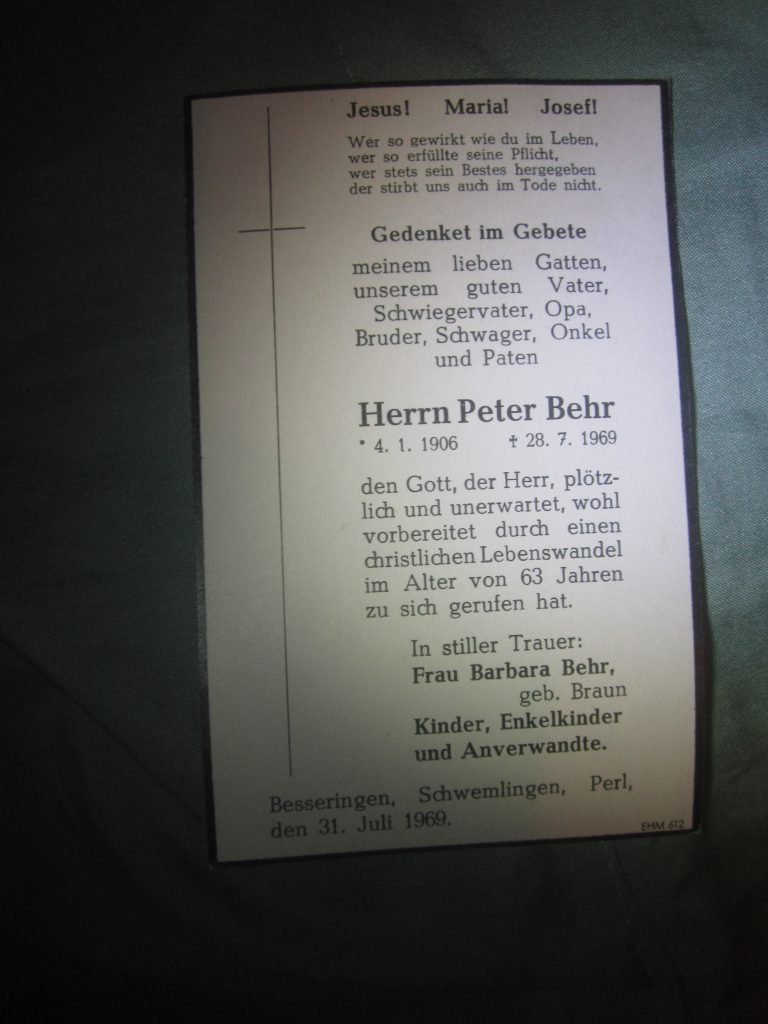 Jesus! Maria! Josef!
Wer so gewirkt wie du im Leben,
wer so erfüllte seine Pflicht,
wer stets sein Bestes hergegeben
der stirbt uns auch im Tode nicht.
Gedenket im Gebete
meinem lieben Gatten,
unserem guten Vater,
Schwiegervater, Opa,
Bruder, Schwager, Onkel
und Paten
Herrn Peter Behr
* 4. 1. 1906 ✝ 28. 7. 1969
den Gott, der Herr, plötz-
lich und unerwartet, wohl
vorbereitet durch einen
christlichen Lebenswandel
im Alter von 63 Jahren
zu sich gerufen hat.
In stiller Trauer:
Frau Barbara Behr,
geb. Braun
Kinder, Enkelkinder
und Anverwandte.
Besseringen, Schwemlingen, Perl,
den 31. Juli 1969.
EHM 612